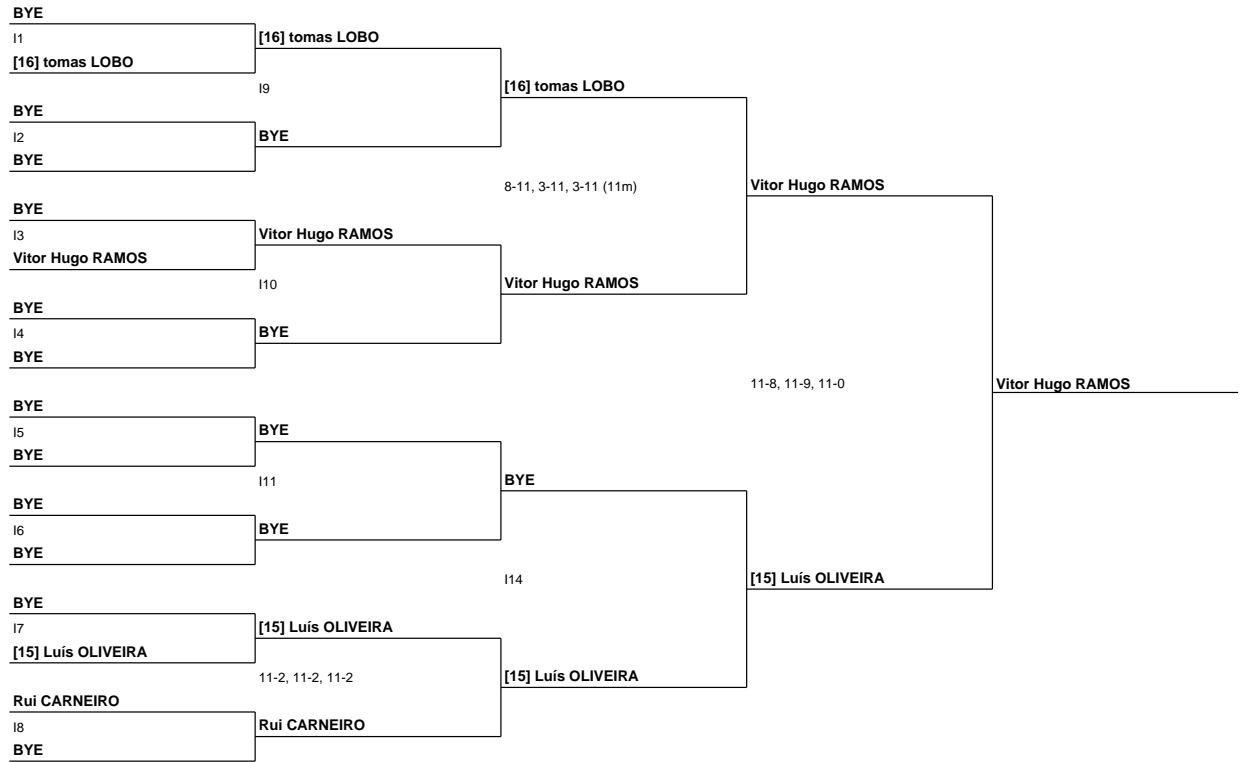 BYE
I1
[16] tomas LOBO
[16] tomas LOBO
I9
[16] tomas LOBO
BYE
I2
BYE
BYE
8-11, 3-11, 3-11 (11m)
Vitor Hugo RAMOS
BYE
I3
Vitor Hugo RAMOS
Vitor Hugo RAMOS
I10
Vitor Hugo RAMOS
BYE
I4
BYE
BYE
11-8, 11-9, 11-0
Vitor Hugo RAMOS
BYE
I5
BYE
BYE
I11
BYE
BYE
I6
BYE
BYE
I14
[15] Luís OLIVEIRA
BYE
I7
[15] Luís OLIVEIRA
[15] Luís OLIVEIRA
11-2, 11-2, 11-2
[15] Luís OLIVEIRA
Rui CARNEIRO
I8
BYE
Rui CARNEIRO